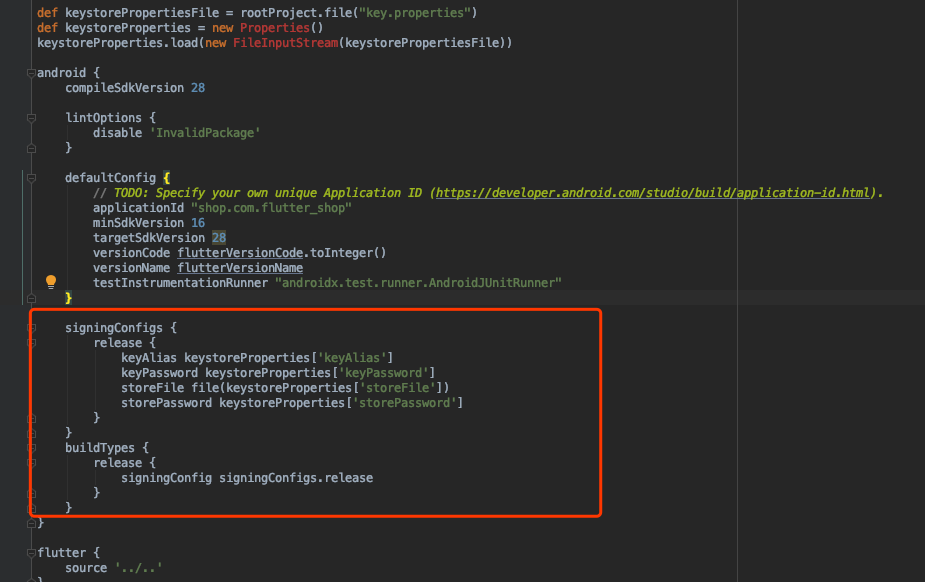 def keystorePropertiesFile = rootProject.file("key.properties")
def keystoreProperties = new Properties()
keystoreProperties.load(new FileInputStream(keystorePropertiesFile))
android {
compileSdkVersion 28
lintOptions {
disable 'InvalidPackage'
}
defaultConfig {
// TODO: Specify your own unique Application ID (https://developer.android.com/studio/build/application-id.html).
applicationId "shop.com.flutter_shop"
minSdkVersion 16
targetSdkVersion 28
versionCode flutterVersionCode.toInteger()
versionName flutterVersionName
testInstrumentationRunner "androidx.test.runner.AndroidJUnitRunner"
}
signingConfigs {
release {
keyAlias keystoreProperties['keyAlias']
keyPassword keystoreProperties['keyPassword']
storeFile file(keystoreProperties['storeFile'])
storePassword keystoreProperties['storePassword']
}
}
buildTypes {
release {
signingConfig signingConfigs.release
}
}
}
flutter {
source '../..'
}